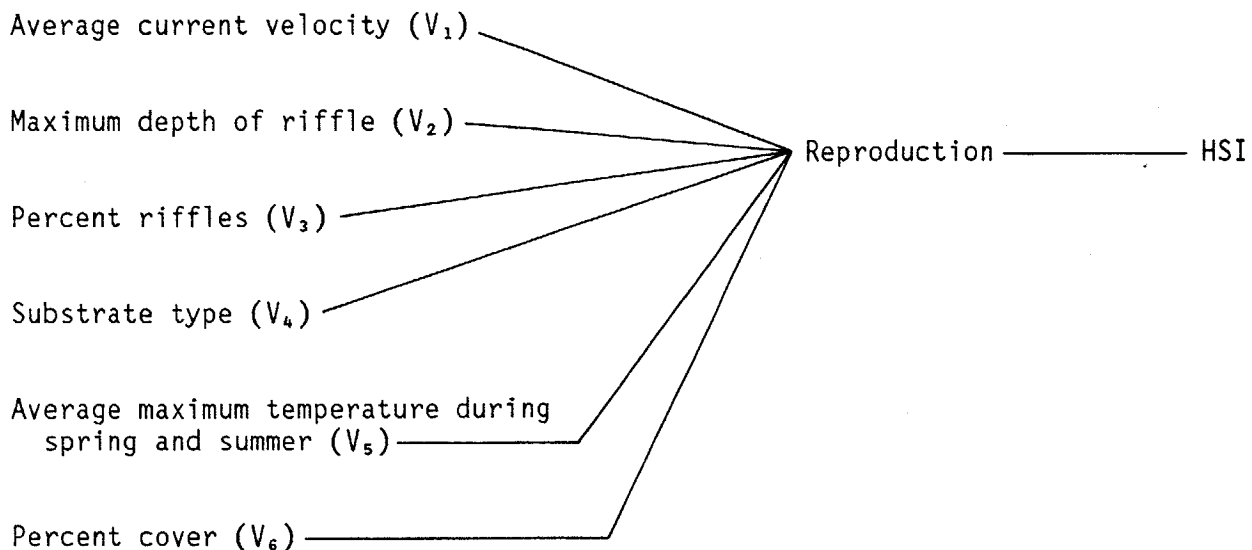 Average current velocity (V₁)
Maximum depth of riffle (V₂)
Reproduction HSI
Percent riffles (V₃)
Substrate type (V₄)
Average maximum temperature during
spring and summer (V₅)
Percent cover (V₆)